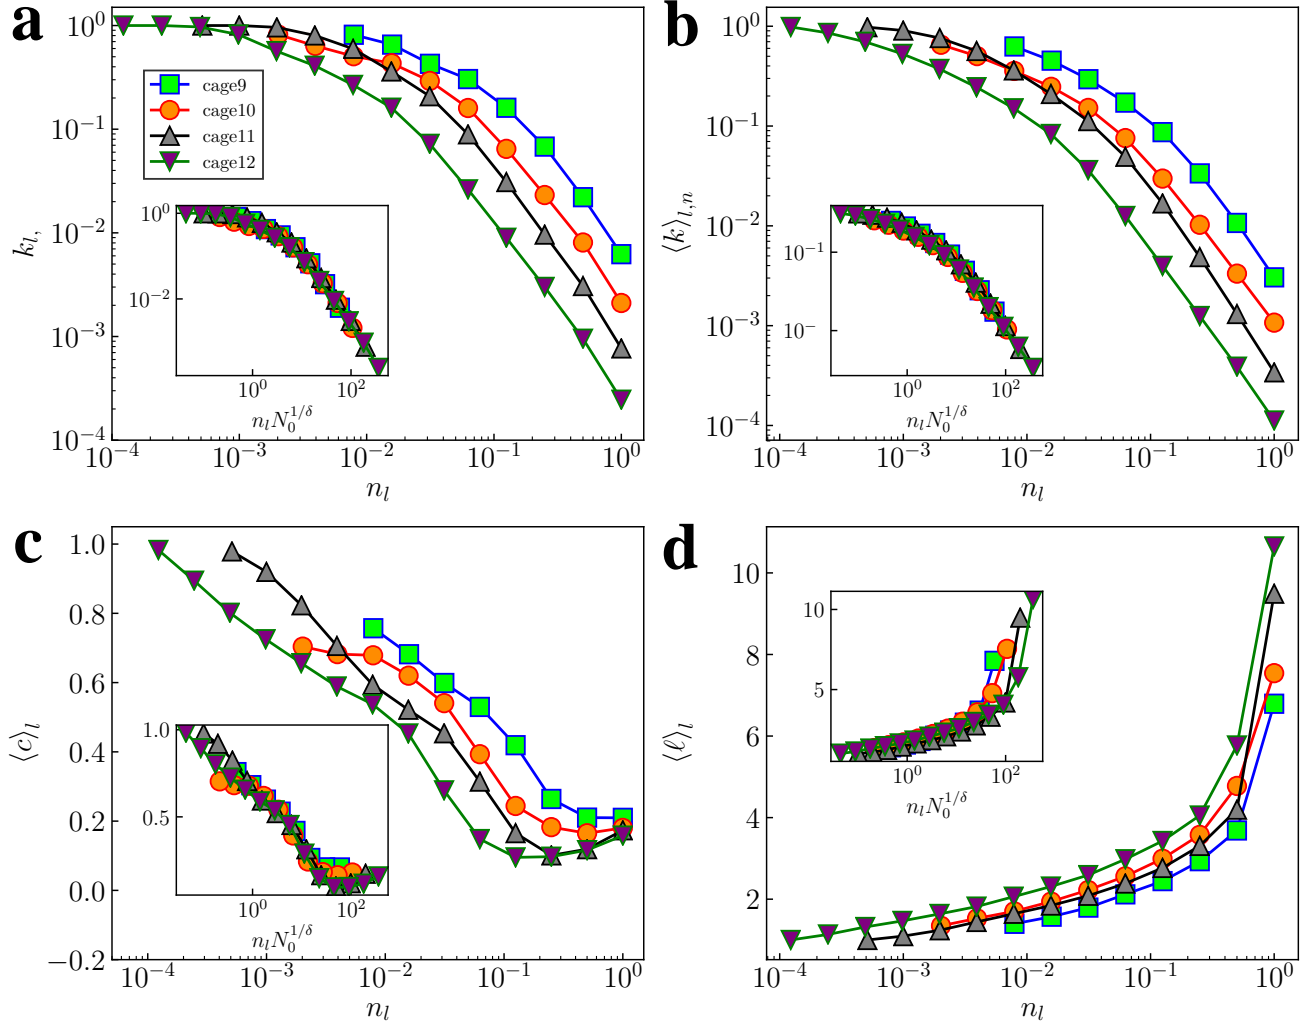 a
10^0
10^{-1}
10^{-2}
10^{-3}
10^{-4}
k_{l,}
cage9
cage10
cage11
cage12
10^0
10^{-2}
10^0 10^2
n_l N_0^{1/δ}
10^{-4} 10^{-3} 10^{-2} 10^{-1} 10^0
n_l
b
10^0
10^{-1}
10^{-2}
10^{-3}
10^{-4}
⟨k⟩_{l,n}
10^{-1}
10^{-}
10^0 10^2
n_l N_0^{1/δ}
10^{-4} 10^{-3} 10^{-2} 10^{-1} 10^0
n_l
c
1.0
0.8
0.6
0.4
0.2
0.0
−0.2
⟨c⟩_l
1.0
0.5
10^0 10^2
n_l N_0^{1/δ}
10^{-4} 10^{-3} 10^{-2} 10^{-1} 10^0
n_l
d
10
8
6
4
2
⟨ℓ⟩_l
10
5
10^0 10^2
n_l N_0^{1/δ}
10^{-4} 10^{-3} 10^{-2} 10^{-1} 10^0
n_l